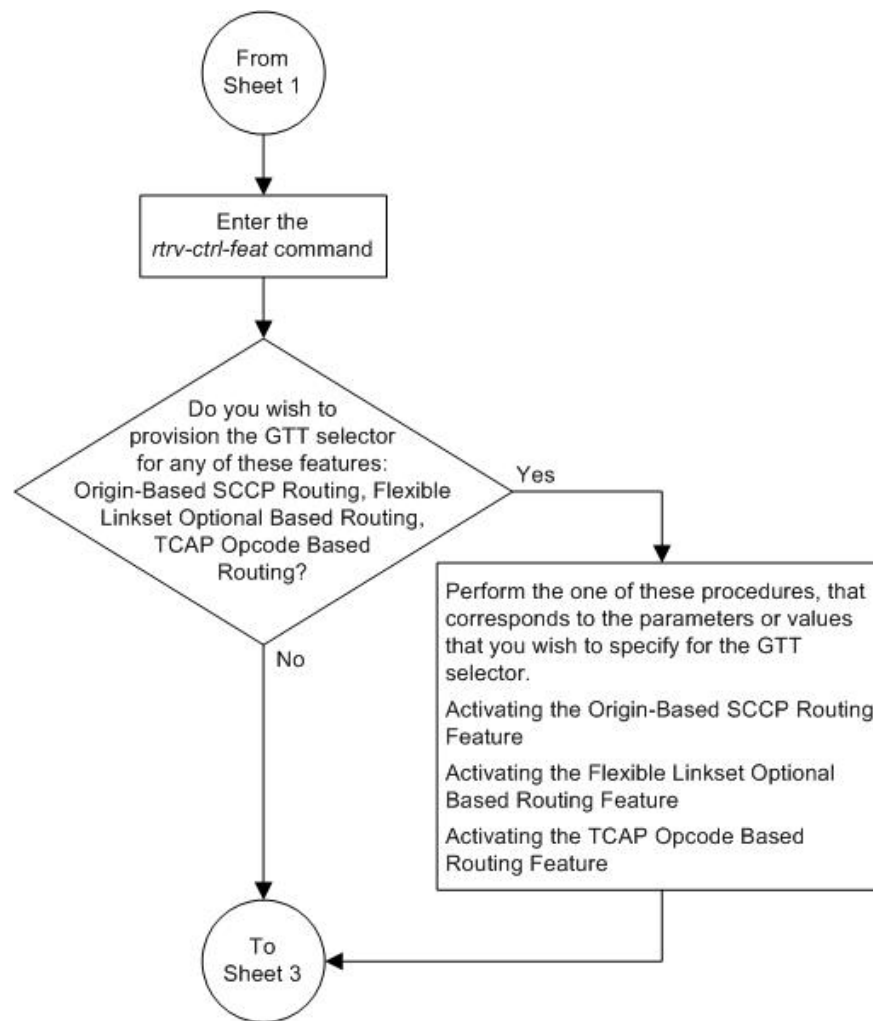 From
Sheet 1
Enter the
rtrv-ctrl-feat command
Do you wish to
provision the GTT selector
for any of these features:
Origin-Based SCCP Routing, Flexible
Linkset Optional Based Routing,
TCAP Opcode Based
Routing?
Yes
Perform the one of these procedures, that
corresponds to the parameters or values
that you wish to specify for the GTT
selector.
Activating the Origin-Based SCCP Routing
Feature
Activating the Flexible Linkset Optional
Based Routing Feature
Activating the TCAP Opcode Based
Routing Feature
No
To
Sheet 3